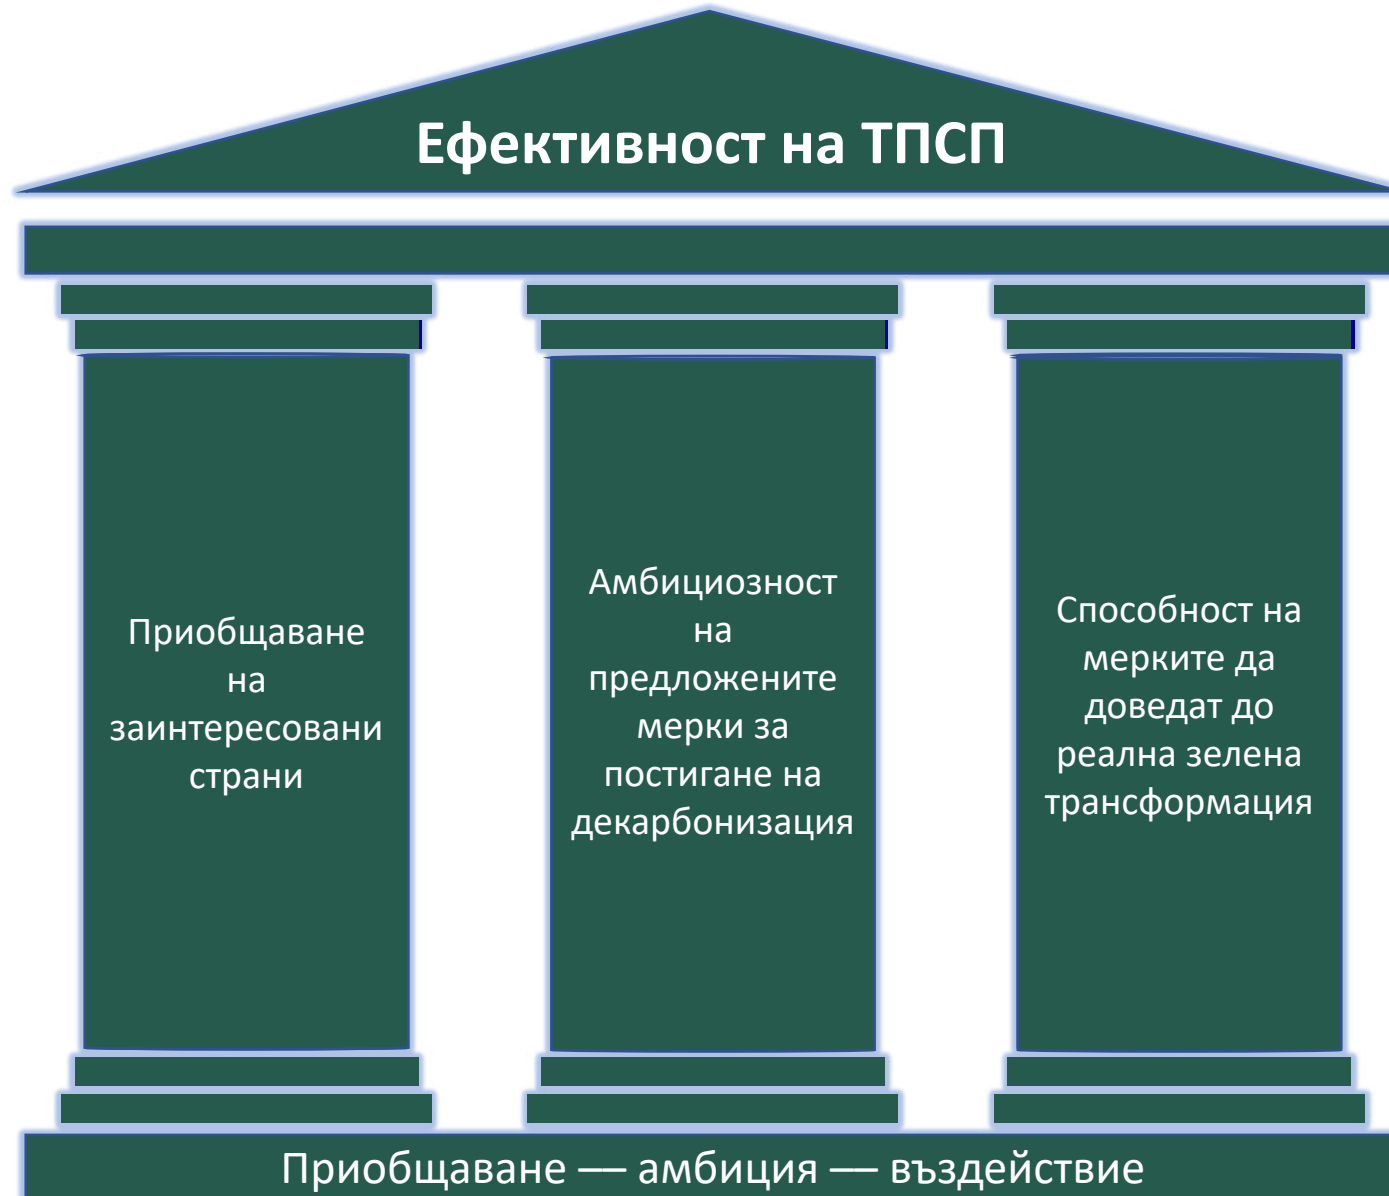 Ефективност на ТПСП
Приобщаване
на
заинтересовани
страни
Амбициозност
на
предложените
мерки за
постигане на
декарбонизация
Способност на
мерките да
доведат до
реална зелена
трансформация
Приобщаване — амбиция — въздействие